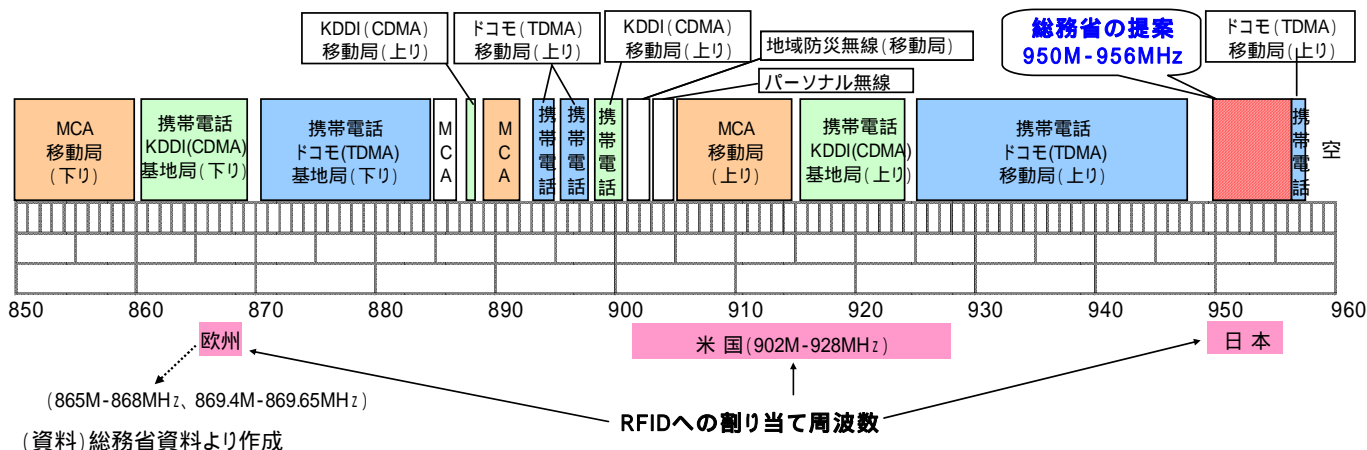 KDDI(CDMA)
移動局(上り)
ドコモ(TDMA)
移動局(上り)
KDDI(CDMA)
移動局(上り)
地域防災無線(移動局)
パーソナル無線
総務省の提案
950M-956MHz
ドコモ(TDMA)
移動局(上り)
MCA
移動局
(下り)
携帯電話
KDDI(CDMA)
基地局(下り)
携帯電話
ドコモ(TDMA)
基地局(下り)
MCA
MCA
携帯電話
携帯電話
携帯電話
MCA
移動局
(上り)
携帯電話
KDDI(CDMA)
基地局(上り)
携帯電話
ドコモ(TDMA)
移動局(上り)
携帯電話
空
850 860 870 880 890 900 910 920 930 940 950 960
欧州
米国(902M-928MHz)
日本
(865M-868MHz、869.4M-869.65MHz)
RFIDへの割り当て周波数
(資料)総務省資料より作成